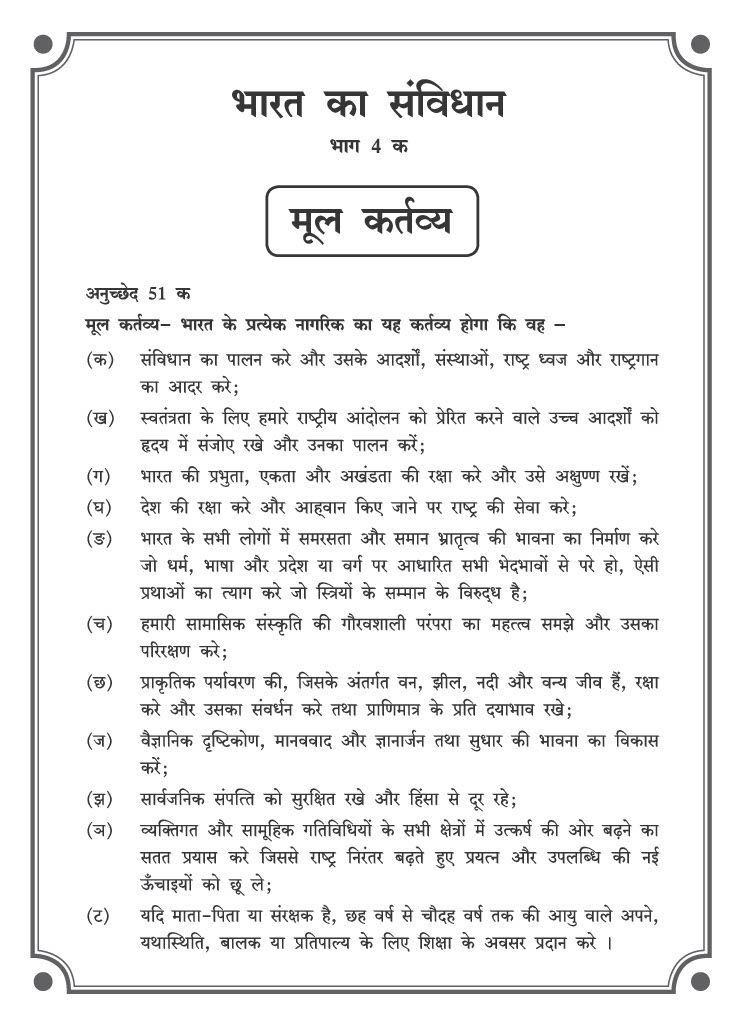 भारत का संविधान
भाग 4 क
मूल कर्तव्य
अनुच्छेद 51 क
मूल कर्तव्य– भारत के प्रत्येक नागरिक का यह कर्तव्य होगा कि वह –
(क) संविधान का पालन करे और उसके आदर्शों, संस्थाओं, राष्ट्र ध्वज और राष्ट्रगान
का आदर करे;
(ख) स्वतंत्रता के लिए हमारे राष्ट्रीय आंदोलन को प्रेरित करने वाले उच्च आदर्शों को
हृदय में संजोए रखे और उनका पालन करें;
(ग) भारत की प्रभुता, एकता और अखंडता की रक्षा करे और उसे अक्षुण्ण रखें;
(घ) देश की रक्षा करे और आह्‌वान किए जाने पर राष्ट्र की सेवा करे;
(ङ) भारत के सभी लोगों में समरसता और समान भ्रातृत्व की भावना का निर्माण करे
जो धर्म, भाषा और प्रदेश या वर्ग पर आधारित सभी भेदभावों से परे हो, ऐसी
प्रथाओं का त्याग करे जो स्त्रियों के सम्मान के विरुद्‌ध है;
(च) हमारी सामासिक संस्कृति की गौरवशाली परंपरा का महत्त्व समझे और उसका
परिरक्षण करे;
(छ) प्राकृतिक पर्यावरण की, जिसके अंतर्गत वन, झील, नदी और वन्य जीव हैं, रक्षा
करे और उसका संवर्धन करे तथा प्राणिमात्र के प्रति दयाभाव रखे;
(ज) वैज्ञानिक दृष्टिकोण, मानववाद और ज्ञानार्जन तथा सुधार की भावना का विकास
करें;
(झ) सार्वजनिक संपत्ति को सुरक्षित रखे और हिंसा से दूर रहे;
(ञ) व्यक्तिगत और सामूहिक गतिविधियों के सभी क्षेत्रों में उत्कर्ष की ओर बढ़ने का
सतत प्रयास करे जिससे राष्ट्र निरंतर बढ़ते हुए प्रयत्न और उपलब्धि की नई
ऊँचाइयों को छू ले;
(ट) यदि माता-पिता या संरक्षक है, छह वर्ष से चौदह वर्ष तक की आयु वाले अपने,
यथास्थिति, बालक या प्रतिपाल्य के लिए शिक्षा के अवसर प्रदान करे ।